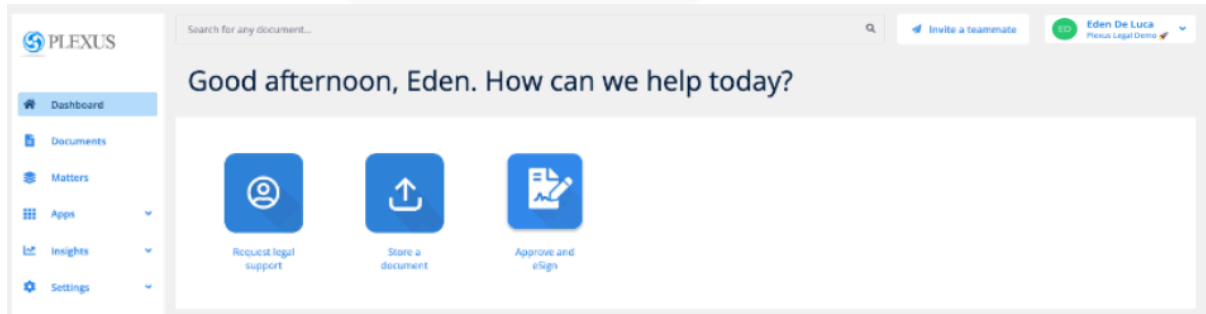 PLEXUS
Search for any document...
Invite a teammate
ED
Eden De Luca
Plexus Legal Demo 🚀
Good afternoon, Eden. How can we help today?
Dashboard
Documents
Matters
Apps
Insights
Settings
Request legal
support
Store a
document
Approve and
eSign